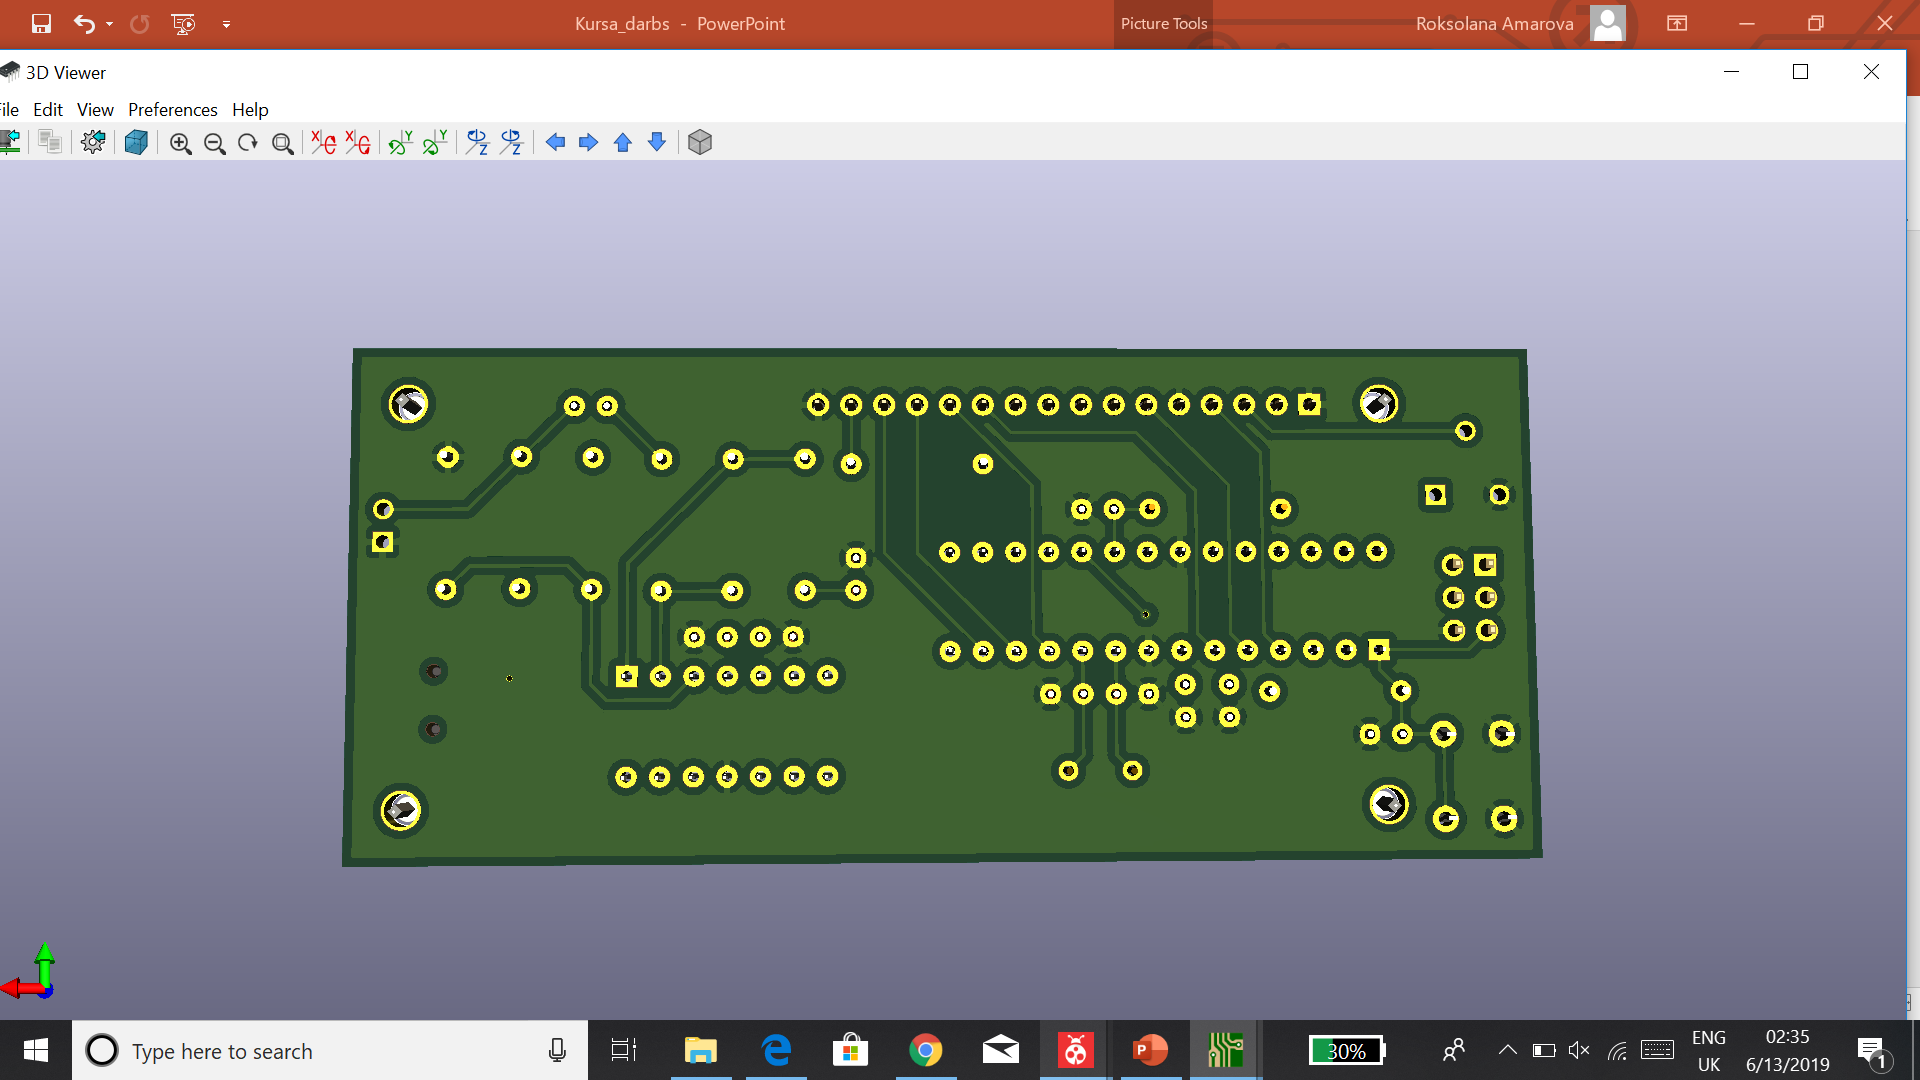 Kursa_darbs - PowerPoint
Picture Tools
Roksolana Amarova
3D Viewer
File Edit View Preferences Help
Type here to search
30%
ENG
UK
02:35
6/13/2019
1